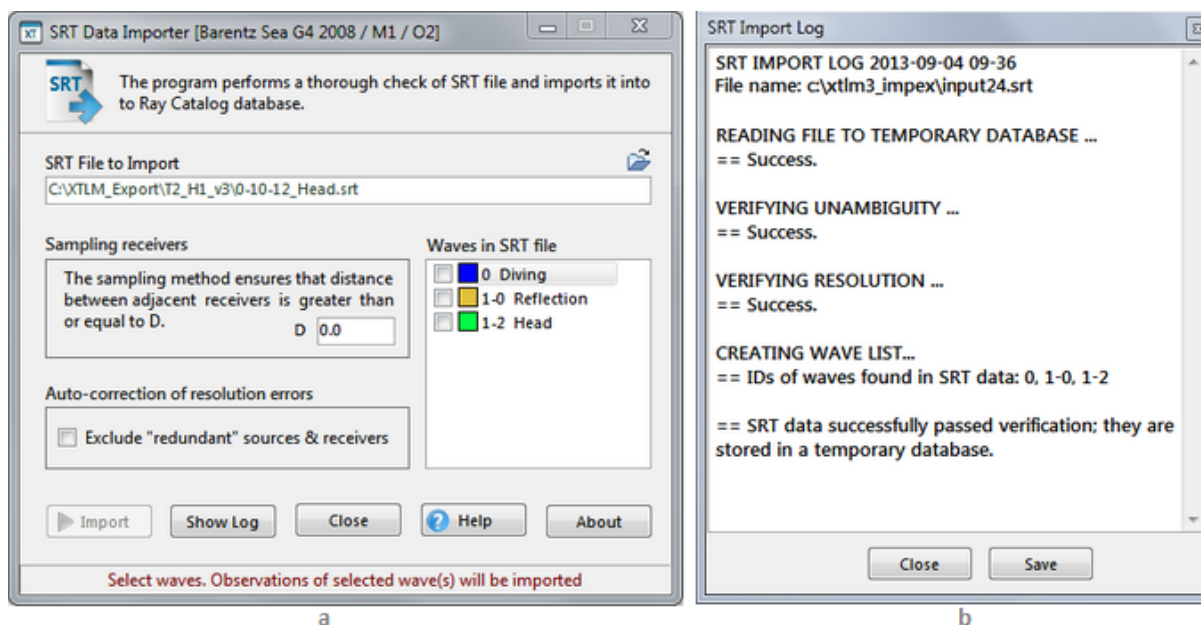 XT SRT Data Importer [Barentz Sea G4 2008 / M1 / O2]
SRT
The program performs a thorough check of SRT file and imports it into
to Ray Catalog database.
SRT File to Import
C:\XTLM_Export\T2_H1_v3\0-10-12_Head.srt
Sampling receivers
The sampling method ensures that distance
between adjacent receivers is greater than
or equal to D.
D 0.0
Waves in SRT file
0 Diving
1-0 Reflection
1-2 Head
Auto-correction of resolution errors
Exclude "redundant" sources & receivers
Import Show Log Close ? Help About
Select waves. Observations of selected wave(s) will be imported
a
SRT Import Log
SRT IMPORT LOG 2013-09-04 09-36
File name: c:\xtlm3_impex\input24.srt
READING FILE TO TEMPORARY DATABASE ...
== Success.
VERIFYING UNAMBIGUITY ...
== Success.
VERIFYING RESOLUTION ...
== Success.
CREATING WAVE LIST...
== IDs of waves found in SRT data: 0, 1-0, 1-2
== SRT data successfully passed verification; they are
stored in a temporary database.
Close Save
b